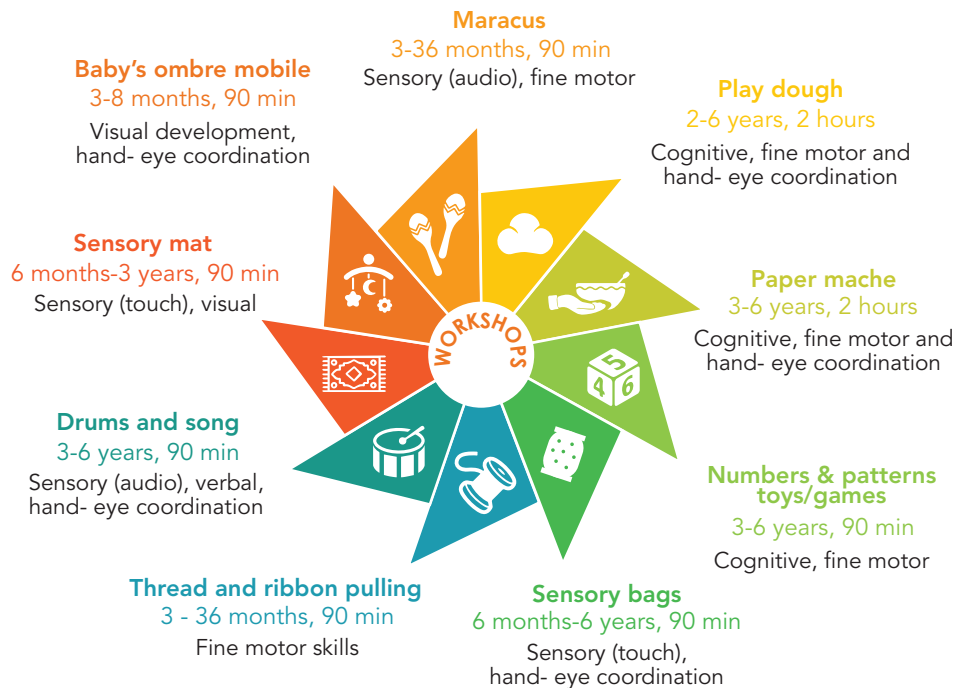 Maracus
3-36 months, 90 min
Sensory (audio), fine motor
Baby's ombre mobile
3-8 months, 90 min
Visual development,
hand- eye coordination
Play dough
2-6 years, 2 hours
Cognitive, fine motor and
hand- eye coordination
Sensory mat
6 months-3 years, 90 min
Sensory (touch), visual
Paper mache
3-6 years, 2 hours
Cognitive, fine motor and
hand- eye coordination
WORKSHOPS
5
4 6
Drums and song
3-6 years, 90 min
Sensory (audio), verbal,
hand- eye coordination
Numbers & patterns
toys/games
3-6 years, 90 min
Cognitive, fine motor
Thread and ribbon pulling
3 - 36 months, 90 min
Fine motor skills
Sensory bags
6 months-6 years, 90 min
Sensory (touch),
hand- eye coordination